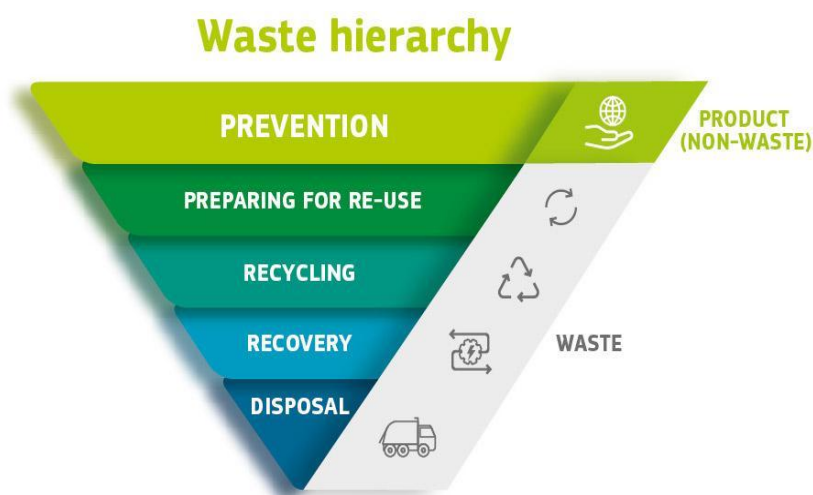 Waste hierarchy
PREVENTION
PRODUCT
(NON-WASTE)
PREPARING FOR RE-USE
RECYCLING
RECOVERY
WASTE
DISPOSAL